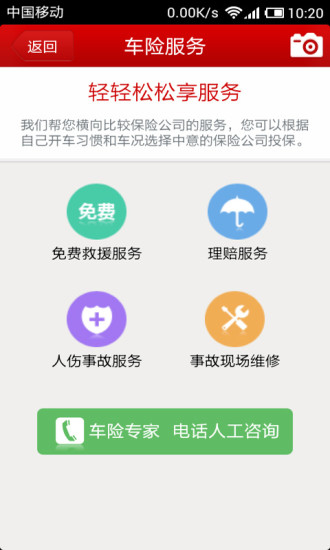 中国移动 0.00K/s 10:20
返回 车险服务
轻轻松松享服务
我们帮您横向比较保险公司的服务，您可以根据
自己开车习惯和车况选择中意的保险公司投保。
免费
免费救援服务 理赔服务
人伤事故服务 事故现场维修
车险专家 电话人工咨询